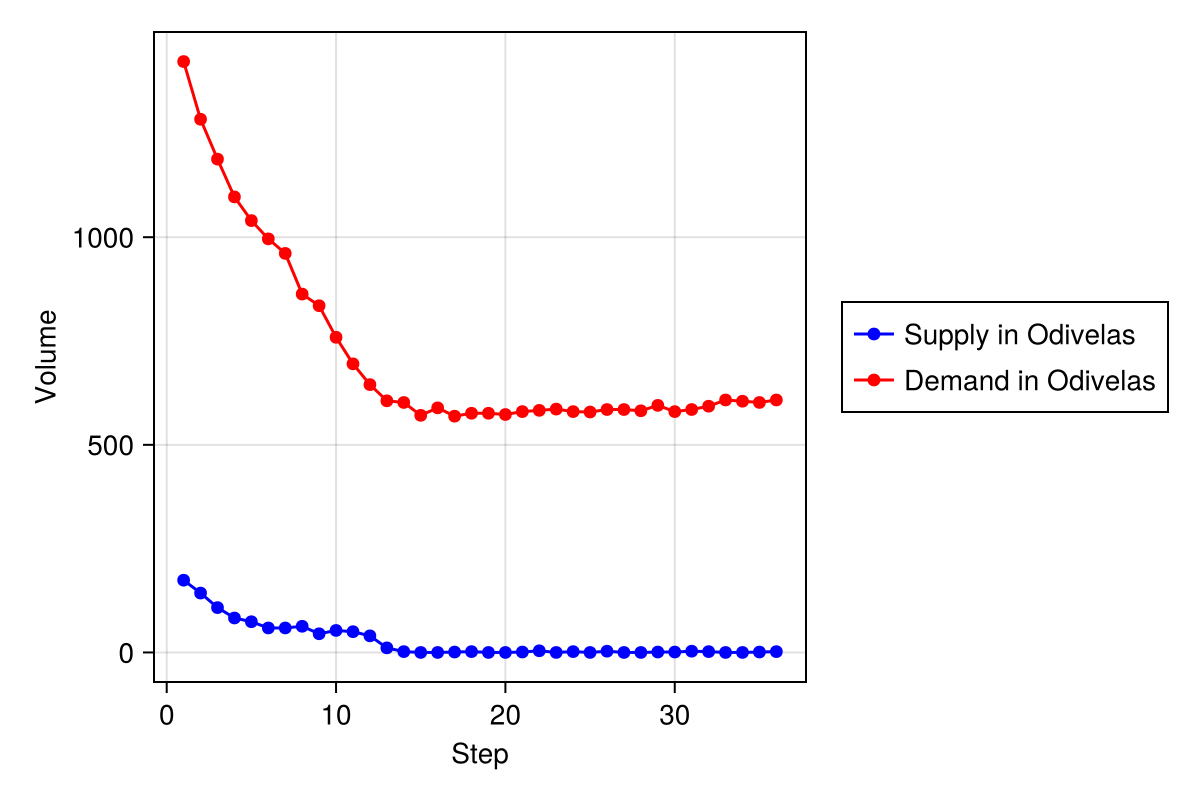 Volume
1000
500
0
0 10 20 30
Step
Supply in Odivelas
Demand in Odivelas